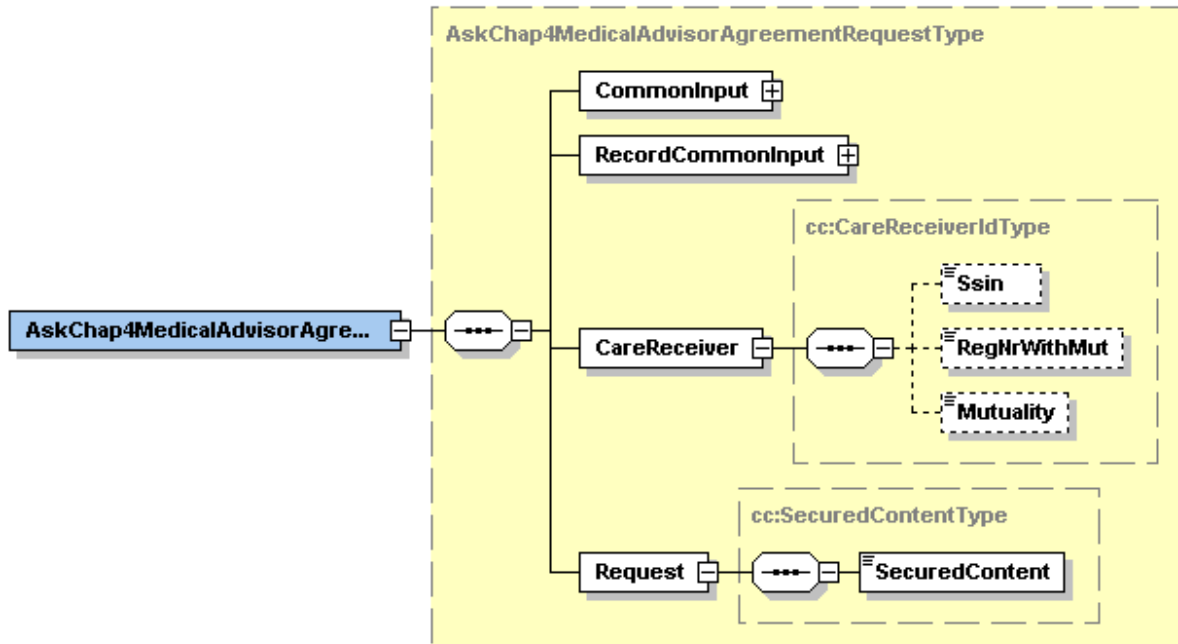 AskChap4MedicalAdvisorAgreementRequestType
CommonInput
RecordCommonInput
cc:CareReceiverIdType
Ssin
AskChap4MedicalAdvisorAgre...
CareReceiver
RegNrWithMut
Mutuality
cc:SecuredContentType
Request
SecuredContent